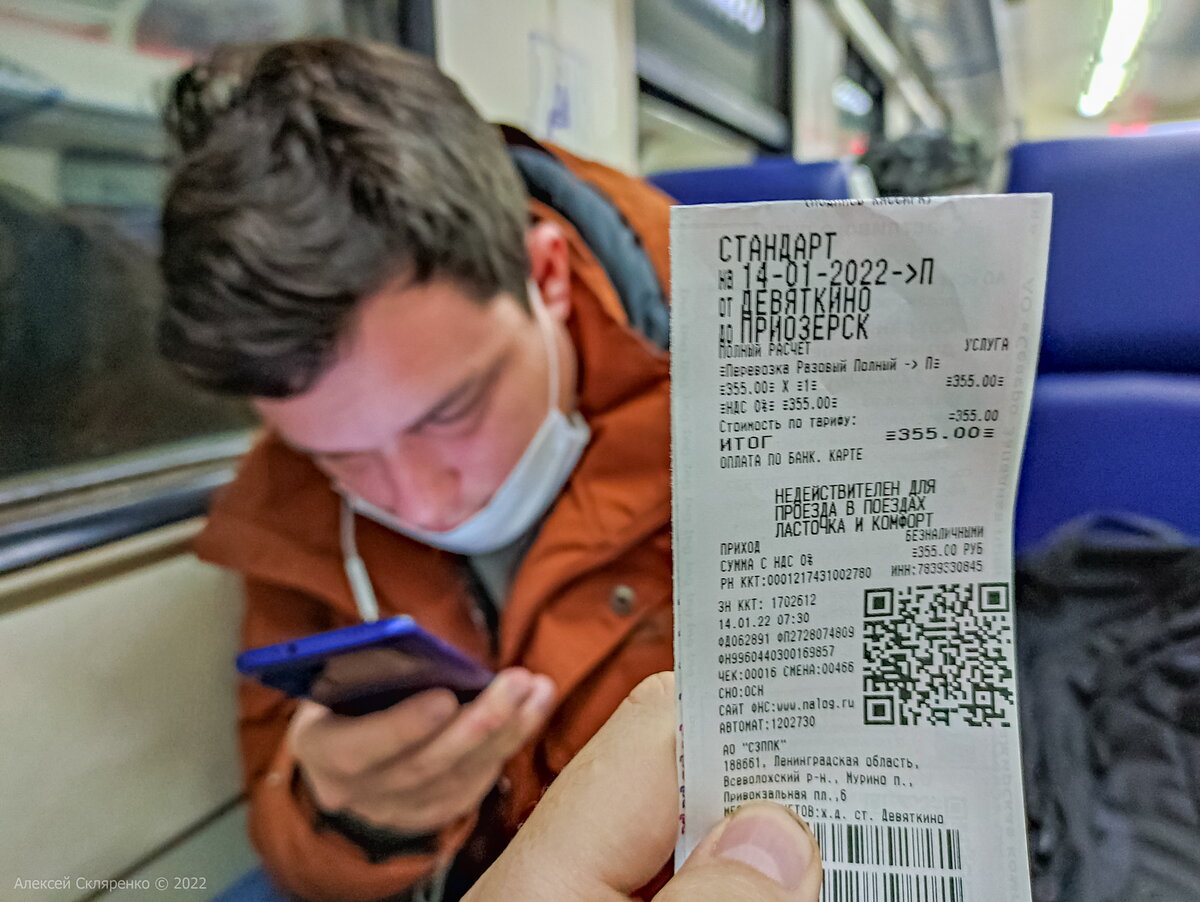 (подпись кассира)
СТАНДАРТ
на 14-01-2022->П
от ДЕВЯТКИНО
до ПРИОЗЕРСК
ПОЛНЫЙ РАСЧЕТ УСЛУГА
≡Перевозка Разовый Полный -> П≡
≡355.00≡ X ≡1≡ ≡355.00≡
≡НДС 0%≡ ≡355.00≡
Стоимость по тарифу: ≡355.00
ИТОГ ≡355.00≡
ОПЛАТА ПО БАНК. КАРТЕ
НЕДЕЙСТВИТЕЛЕН ДЛЯ
ПРОЕЗДА В ПОЕЗДАХ
ЛАСТОЧКА И КОМФОРТ
ПРИХОД БЕЗНАЛИЧНЫМИ
СУММА С НДС 0% ≡355.00 РУБ
РН ККТ:0001217431002780 ИНН:7839330845
ЗН ККТ: 1702612
14.01.22 07:30
ФД062891 ФП2728074809
ФН9960440300169857
ЧЕК:00016 СМЕНА:00466
СНО:ОСН
САЙТ ФНС:www.nalog.ru
АВТОМАТ:1202730
АО "СЗППК"
188661, Ленинградская область,
Всеволожский р-н., Мурино п.,
Привокзальная пл.,6
х.д. ст. Девяткино
Алексей Скляренко © 2022